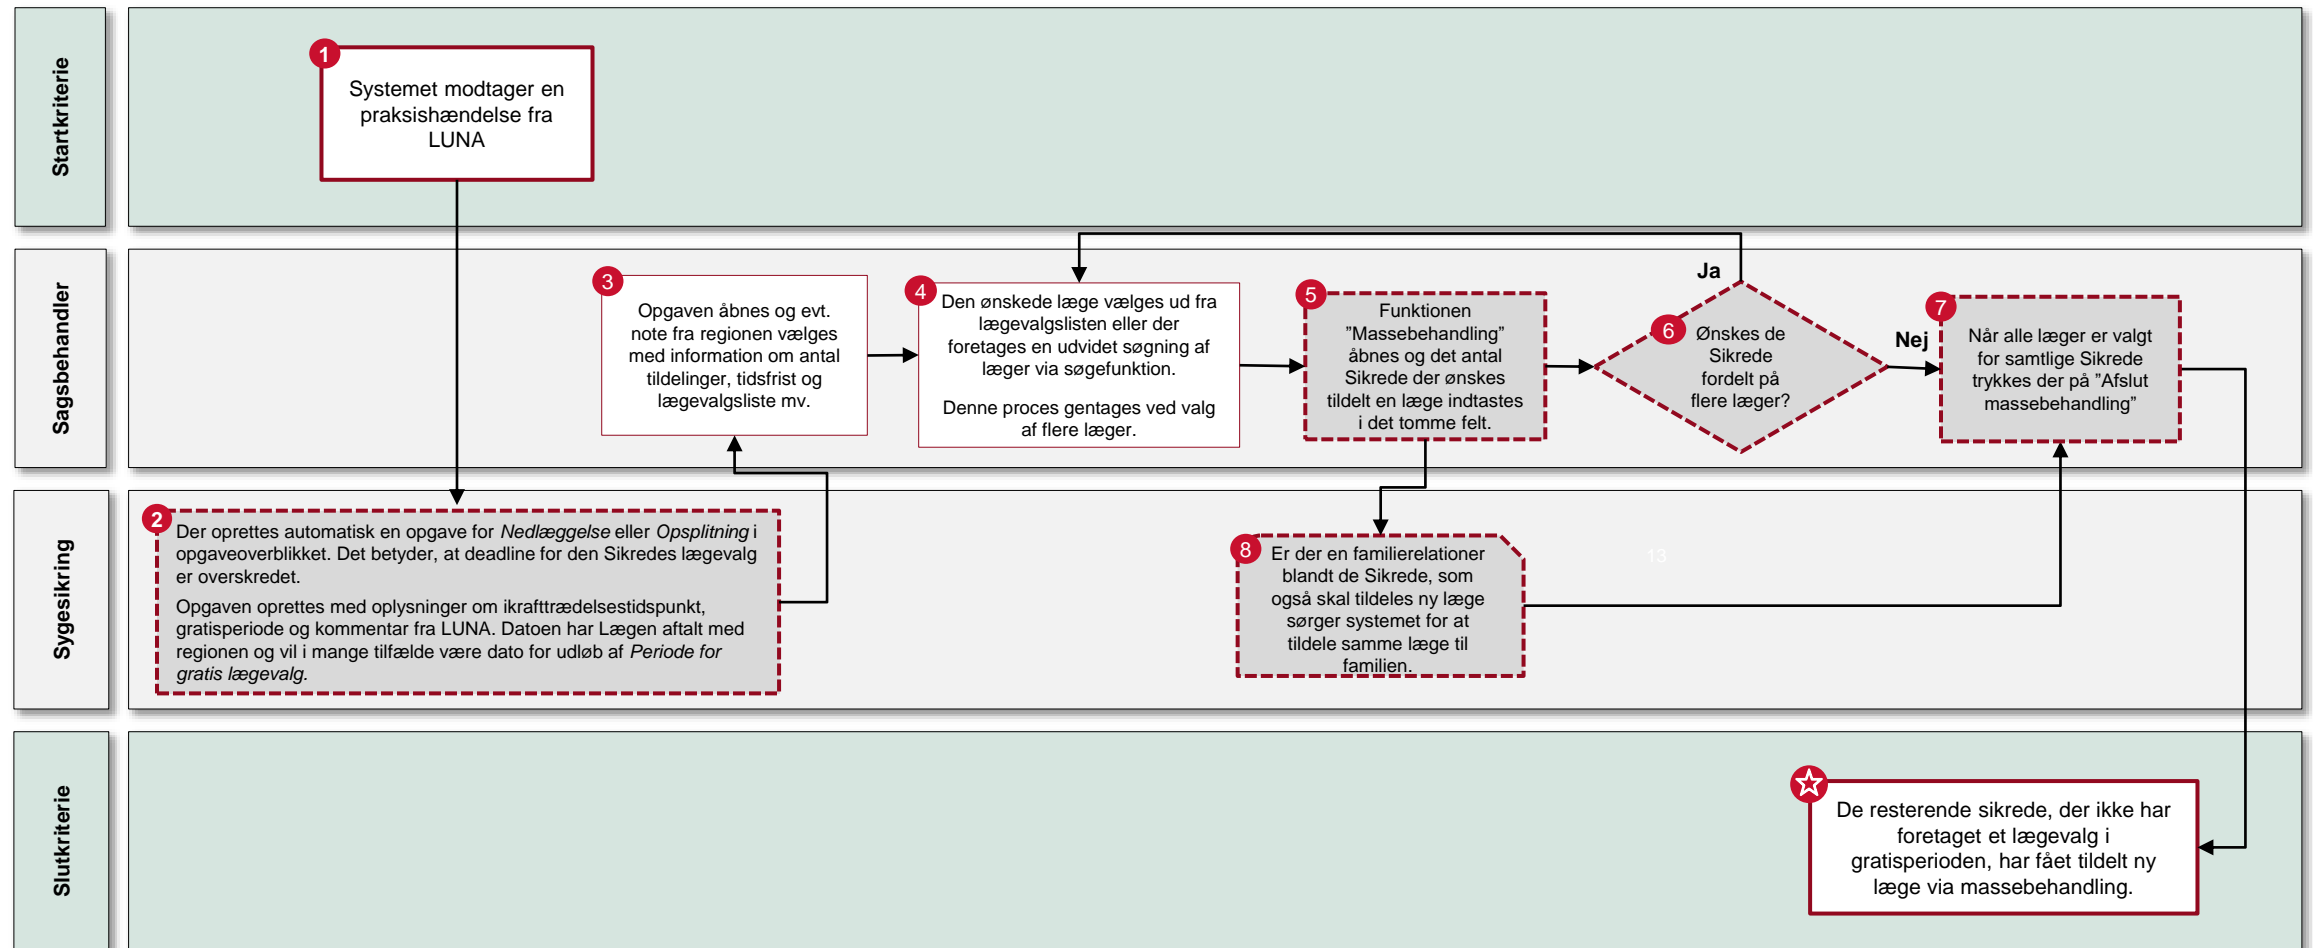 Startkriterie
1
Systemet modtager en
praksishændelse fra
LUNA
Sagsbehandler
3
Opgaven åbnes og evt.
note fra regionen vælges
med information om antal
tildelinger, tidsfrist og
lægevalgsliste mv.
4
Den ønskede læge vælges ud fra
lægevalgslisten eller der
foretages en udvidet søgning af
læger via søgefunktion.
Denne proces gentages ved valg
af flere læger.
5
Funktionen
”Massebehandling”
åbnes og det antal
Sikrede der ønskes
tildelt en læge indtastes
i det tomme felt.
Ja
6
Ønskes de
Sikrede
fordelt på
flere læger?
Nej
7
Når alle læger er valgt
for samtlige Sikrede
trykkes der på ”Afslut
massebehandling”
Sygesikring
2
Der oprettes automatisk en opgave for Nedlæggelse eller Opsplitning i
opgaveoverblikket. Det betyder, at deadline for den Sikredes lægevalg
er overskredet.
Opgaven oprettes med oplysninger om ikrafttrædelsestidspunkt,
gratisperiode og kommentar fra LUNA. Datoen har Lægen aftalt med
regionen og vil i mange tilfælde være dato for udløb af Periode for
gratis lægevalg.
8
Er der en familierelationer
blandt de Sikrede, som
også skal tildeles ny læge
sørger systemet for at
tildele samme læge til
familien.
13
Slutkriterie
De resterende sikrede, der ikke har
foretaget et lægevalg i
gratisperioden, har fået tildelt ny
læge via massebehandling.